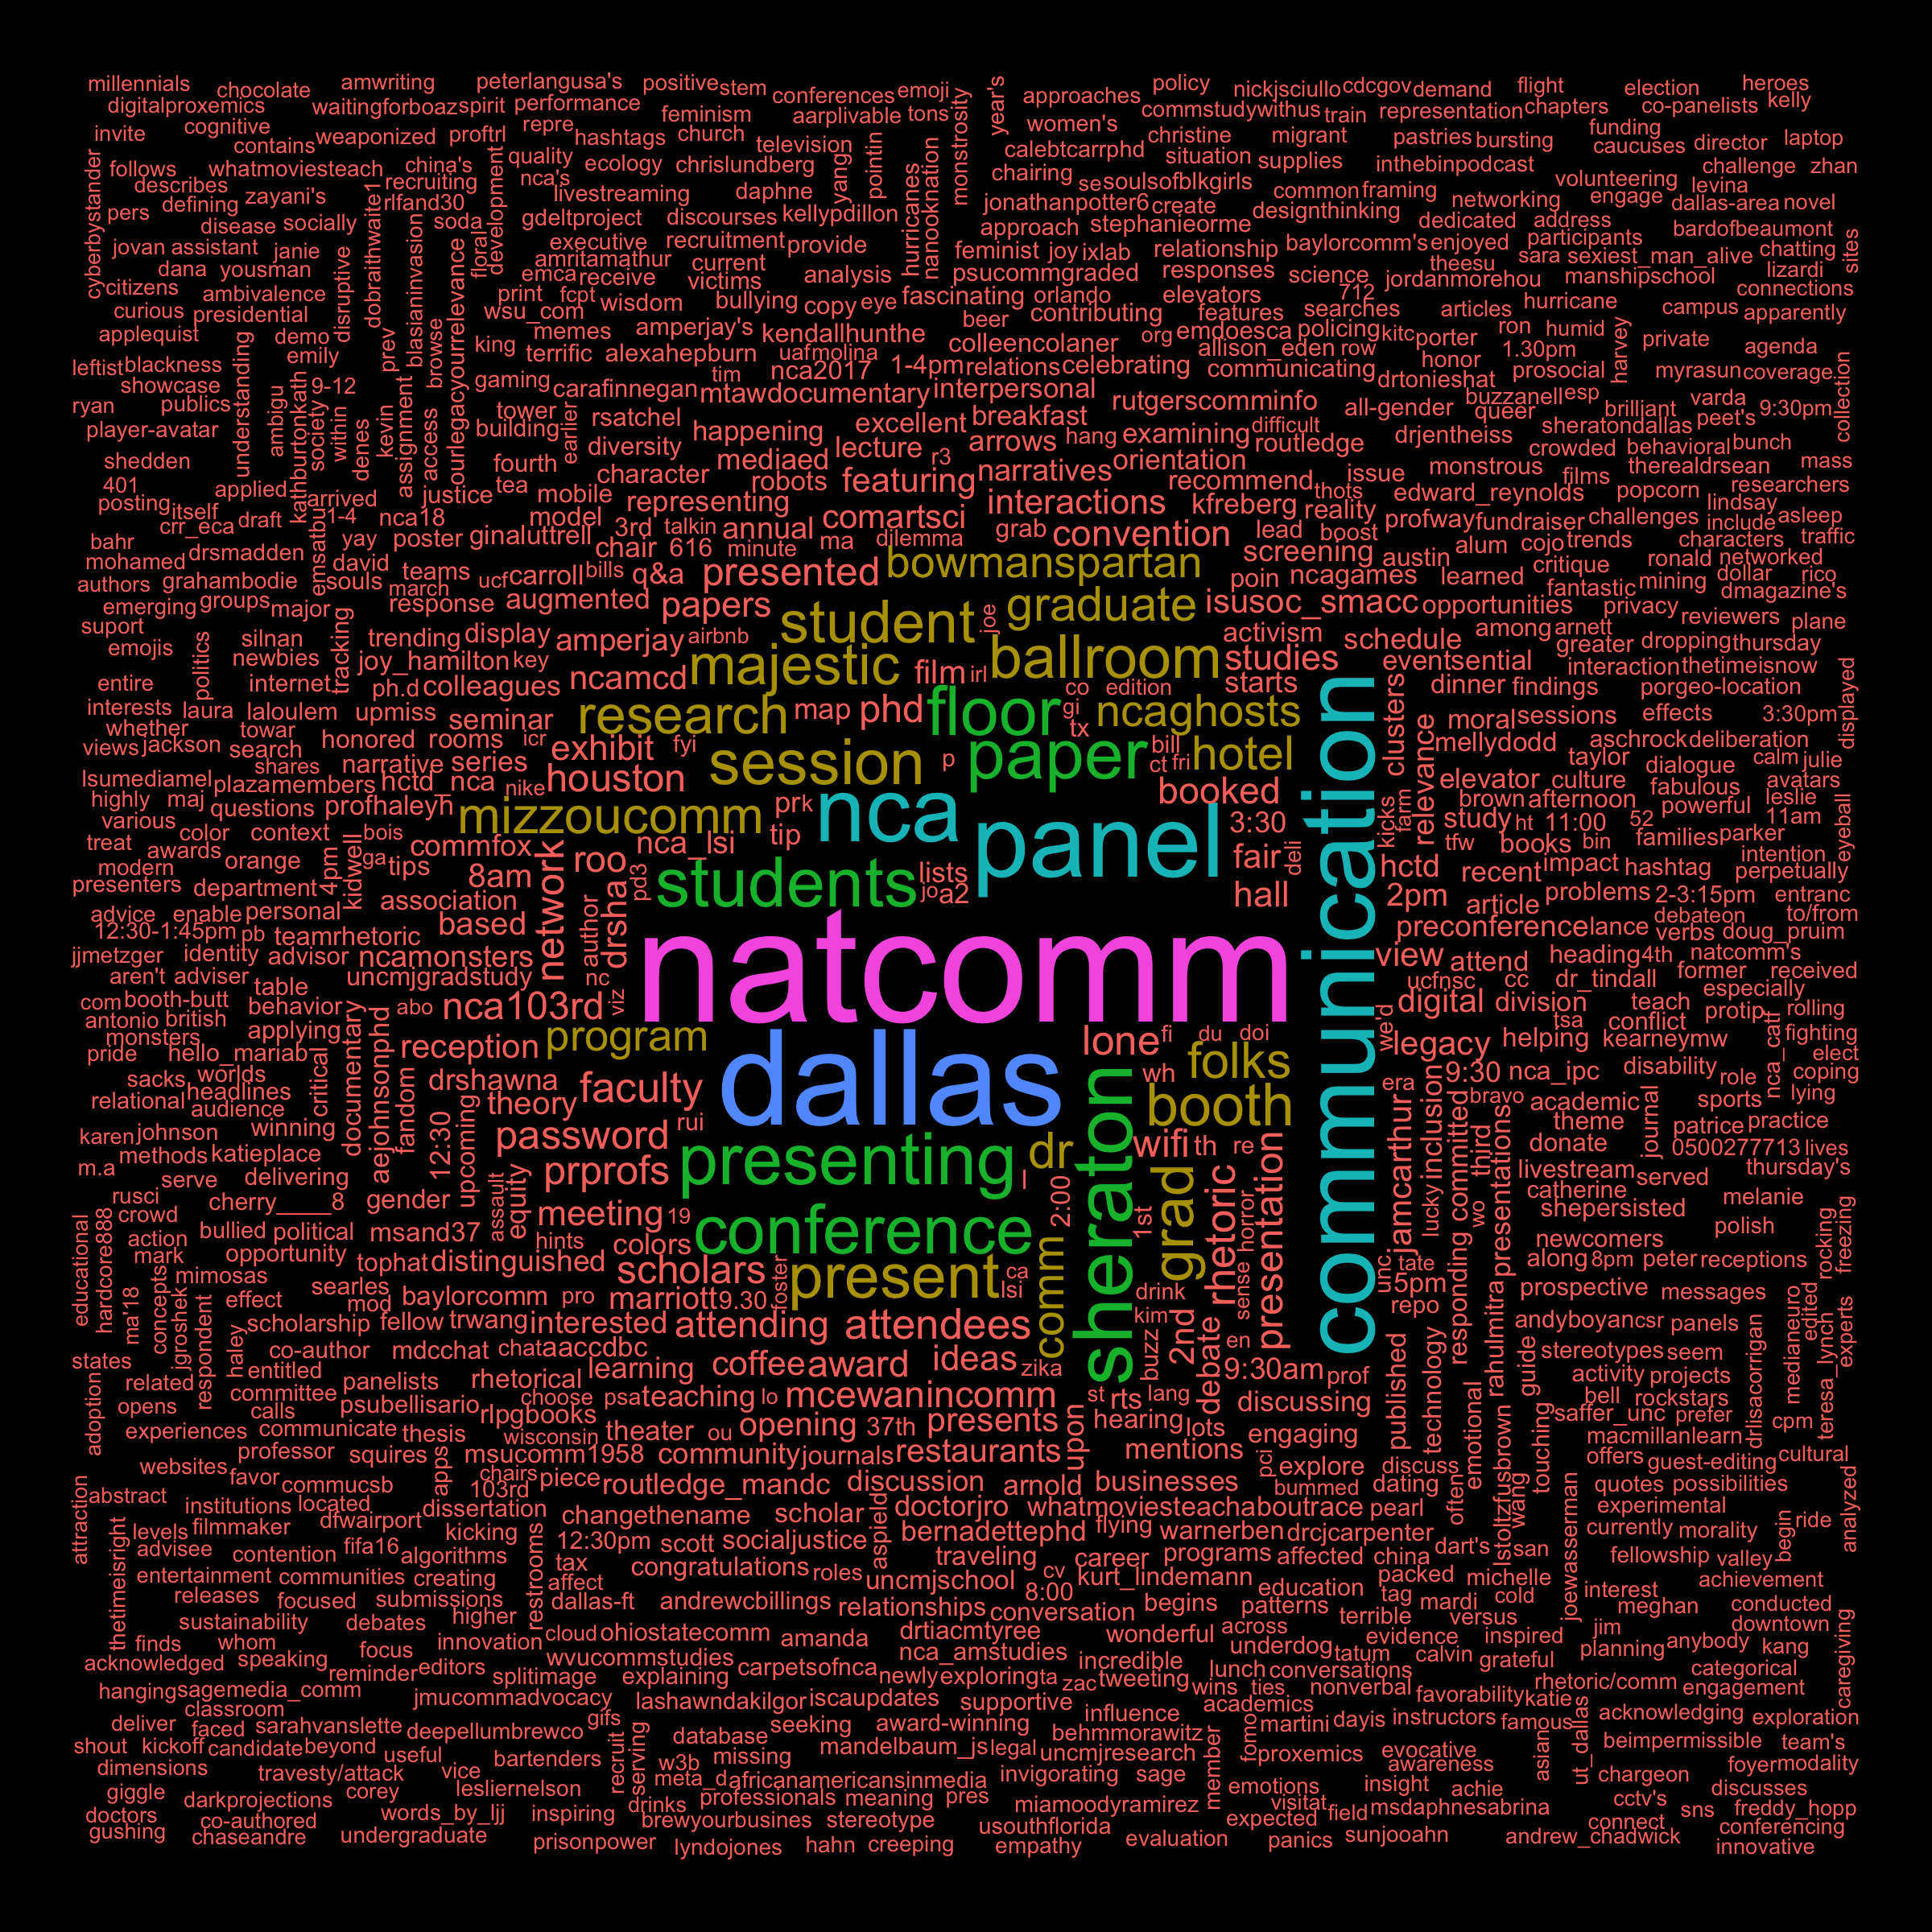 millennials chocolate amwriting peterlangusa's positive stem conferences emoji year's approaches policy nickjsciullo cdcgov demand flight election heroes
digitalproxemics waitingforboaz spirit performance feminism aarplivable tons commstudywithus train representation chapters co-panelists kelly
invite cognitive contains weaponized proftrl repre hashtags church television monstrosity women's christine migrant pastries bursting funding caucuses director laptop
cyberbystander follows whatmoviesteach china's quality ecology chrislundberg yang pointin calebtcarrphd situation supplies inthebinpodcast challenge zhan
describes zayani's dobraithwaite1 recruiting development nca's livestreaming daphne hurricanes nanooknation chairing se soulsofblkgirls common framing volunteering levina
pers defining disease socially rlfand30 soda gdeltproject discourses kellypdillon jonathanpotter6 create designthinking networking engage dallas-area novel
jovan assistant janie blasianinvasion floral executive recruitment provide approach stephanieorme dedicated address bardofbeaumont
dana yousman disruptive ourlegacyyourrelevance amritamathur current feminist joy ixlab relationship baylorcomm's enjoyed participants chatting sites
citizens ambivalence emca receive victims analysis psucommgraded responses science theesu sara sexiest_man_alive lizardi
curious presidential print fcpt wisdom bullying copy eye fascinating orlando elevators 712 jordanmorehou manshipschool connections
applequist demo prev browse wsu_com memes amperjay's kendallhunthe beer contributing features searches articles hurricane campus apparently
leftist blackness emily king terrific alexahepburn uafmolina colleencolaner org emdoesca policing kitc porter ron humid harvey private agenda
showcase understanding 9-12 gaming tim nca2017 1-4pm relations celebrating allison_eden row honor 1.30pm
ryan publics ambigu kathburtonkath society within kevin assignment access carafinnegan mtawdocumentary interpersonal communicating drtonieshat prosocial myrasun coverage collection
player-avatar denes tower building earlier rsatchel happening excellent breakfast rutgerscomminfo all-gender buzzanell esp queer brilliant varda peet's 9:30pm
shedden fourth diversity mediaed lecture r3 arrows hang examining difficult routledge drjentheiss sheratondallas crowded behavioral bunch
401 applied arrived justice tea character robots featuring narratives orientation issue monstrous films therealdrsean mass
posting itself emsatbu 1-4 nca18 mobile representing comartsci interactions recommend thots edward_reynolds popcorn researchers
crr_eca draft yay poster model 3rd talkin annual grab kfreberg reality profway fundraiser challenges lindsay include asleep
bahr drsmadden david ginaluttrell chair 616 minute ma dilemma convention lead boost alum cojo trends characters traffic
mohamed souls teams ucf carroll bills q&a presented bowmanspartan screening austin critique ronald networked
authors grahambodie march augmented papers poin ncagames learned fantastic mining dollar rico
emerging groups major tracking response student joe graduate isusoc_smacc opportunities privacy dmagazine's
suport silnan trending display amperjay airbnb activism schedule among arnett reviewers plane
emojis politics newbies joy_hamilton key majestic film irl ballroom studies events ential greater dropping thursday
entire internet ph.d colleagues ncamcd co edition starts clusters dinner findings interaction thetimeisnow
interests laura laloulem upmiss research map phd floor gi ncaghosts relevance moral sessions porgeo-location displayed
whether towar seminar tx effects 3:30pm
views jackson search honored rooms icr exhibit fyi session p paper bill hotel mellydodd aschrock deliberation
shares narrative series ct fri taylor dialogue calm julie
lsumediamel plaza members hctd_nca nike houston booked elevator culture fabulous avatars
highly maj questions profhaleyh mizzoucomm prk nca panel communication kicks farm brown afternoon powerful leslie
various color context bois commfox nca_lsi tip 3:30 study ht 11:00 52 11am eyeball
treat awards ga network roo fair deli tfw books bin families parker
modern orange kidwell tips 8am students lists hctd recent impact hashtag intention
presenters department 4pm pd3 joa2 hall 2pm article problems 2-3:15pm perpetually entranc
advice enable personal association author drsha preconference lance verbs debateon to/from
12:30-1:45pm pb teamrhetoric based doug_pruim
jjmetzger identity advisor ncamonsters natcomm view attend heading 4th natcomm's
aren't adviser table uncmjgradstudy nc ucfnsc cc dr_tindall former received
com booth-butt behavior abo nca103rd viz digital division teach especially
antonio british applying documentary aejohnsonphd program we'd tsa conflict protip rolling
monsters hello_mariab reception dallas lone fi du doi legacy helping kearneymw nca_catf fighting
pride worlds critical fandom drshawna folks 9:30 nca_ipc disability elect
sacks headlines theory faculty sheraton wh era inclusion bravo role coping
relational audience 12:30 upcoming booth jamcarthur committed academic sports lying
karen johnson winning password rui wifi th re third theme journal patrice practice
methods katieplace presenting dr donate 0500277713 lives
m.a serve delivering equity prprofs l grad rhetoric presentation livestream served thursday's
rusci cherry____8 gender assault 2:00 lucky responding presentations catherine
educational hardcore888 crowd bullied political msand37 meeting 19 conference 1st horror wo shepersisted melanie
action opportunity hints colors newcomers polish rocking freezing
mark mimosas tophat distinguished scholars present ca sense unc tate along 8pm peter receptions
ma'18 concepts searles foster lsi comm drink 5pm prospective messages edited
effect mod baylorcomm pro marriott 9.30 kim repo rahulmitra
jgroshek respondent haley scholarship fellow trwang interested attending attendees 2nd debate en andyboyancsr panels experts
states co-author mdcchat chat aaccdbc buzz stereotypes seem drlisacorrigan medianeuro teresa_lynch
related entitled panelists rhetorical learning coffee award ideas zika 9:30am prof technology guide activity projects
adoption opens committee psubellisario choose psa teaching lo mcewanincomm st rts lang discussing published emotional lstoltzfusbrown bell rockstars
calls rlpgbooks hearing lots saffer_unc prefer cpm
experiences communicate thesis wisconsin theater ou opening 37th presents upon engaging touching macmillanlearn
professor squires msucomm1958 community journals restaurants mentions pci explore discuss offers guest-editing cultural
websites favor apps chairs piece businesses bummed dating quotes possibilities
attraction abstract commucsb 103rd routledge_mandc discussion arnold often wang joewasserman analyzed
institutions located dissertation changethename scholar aspield doctorjro whatmoviesteachaboutrace pearl experimental
thetimeisright levels filmmaker dfwairport kicking restrooms 12:30pm scott socialjustice bernadettephd flying warnerben drcjcarpenter currently morality begin ride
advisee contention fifa16 algorithms tax congratulations roles traveling career programs affected china dart's san fellowship valley
entertainment communities creating affect uncmjschool cv 8:00 kurt_lindemann education packed michelle achievement
releases focused submissions dallas-ft andrewcbillings relationships conversation begins patterns tag mardi cold interest meghan conducted
sustainability debates higher drtiacmtyree across terrible versus jim downtown
finds whom focus innovation cloud ohiostatecomm amanda wonderful underdog evidence inspired planning anybody kang caregiving
acknowledged speaking reminder editors wvucommstudies nca_amstudies incredible tatum calvin grateful categorical
hanging sagemedia_comm splitimage explaining carpetsofnca newly exploring ta zac tweeting lunch conversations nonverbal rhetoric/comm engagement
classroom jmucommadvocacy lashawndakilgor iscaupdates supportive influence wins ties favorability katie
deliver faced sarahvanslette deepellumbrewco gifs database seeking award-winning behmmorawitz academics fomo martini dayis instructors famous acknowledging exploration
shout kickoff candidate beyond useful bartenders recruit serving w3b missing mandelbaum_js legal uncmjresearch member proxemics evocative asian ut_dallas beimpermissible team's
dimensions travesty/attack vice meta_d africanamericansinmedia invigorating sage awareness foyer modality
giggle darkprojections corey lesliernelson professionals meaning pres emotions insight achie chargeon discusses
doctors co-authored words_by_ljj inspiring drinks brewyourbusines stereotype miamoodyramirez visitat expected field msdaphnesabrina cctv's connect sns freddy_hopp
gushing chaseandre undergraduate prisonpower lyndojones hahn creeping usouthflorida empathy evaluation panics sunjooahn andrew_chadwick conferencing
innovative